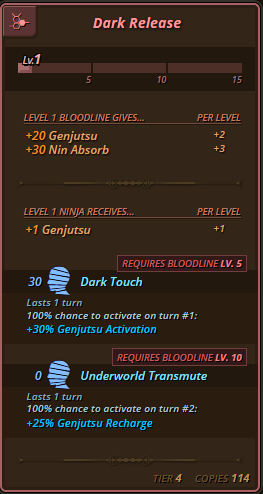 Dark Release
Lv.1
5 10 15
LEVEL 1 BLOODLINE GIVES... PER LEVEL
+20 Genjutsu +2
+30 Nin Absorb +3
LEVEL 1 NINJA RECEIVES... PER LEVEL
+1 Genjutsu +1
REQUIRES BLOODLINE LV. 5
30 Dark Touch
Lasts 1 turn
100% chance to activate on turn #1:
+30% Genjutsu Activation
REQUIRES BLOODLINE LV. 10
0 Underworld Transmute
Lasts 1 turn
100% chance to activate on turn #2:
+25% Genjutsu Recharge
TIER 4 COPIES 114